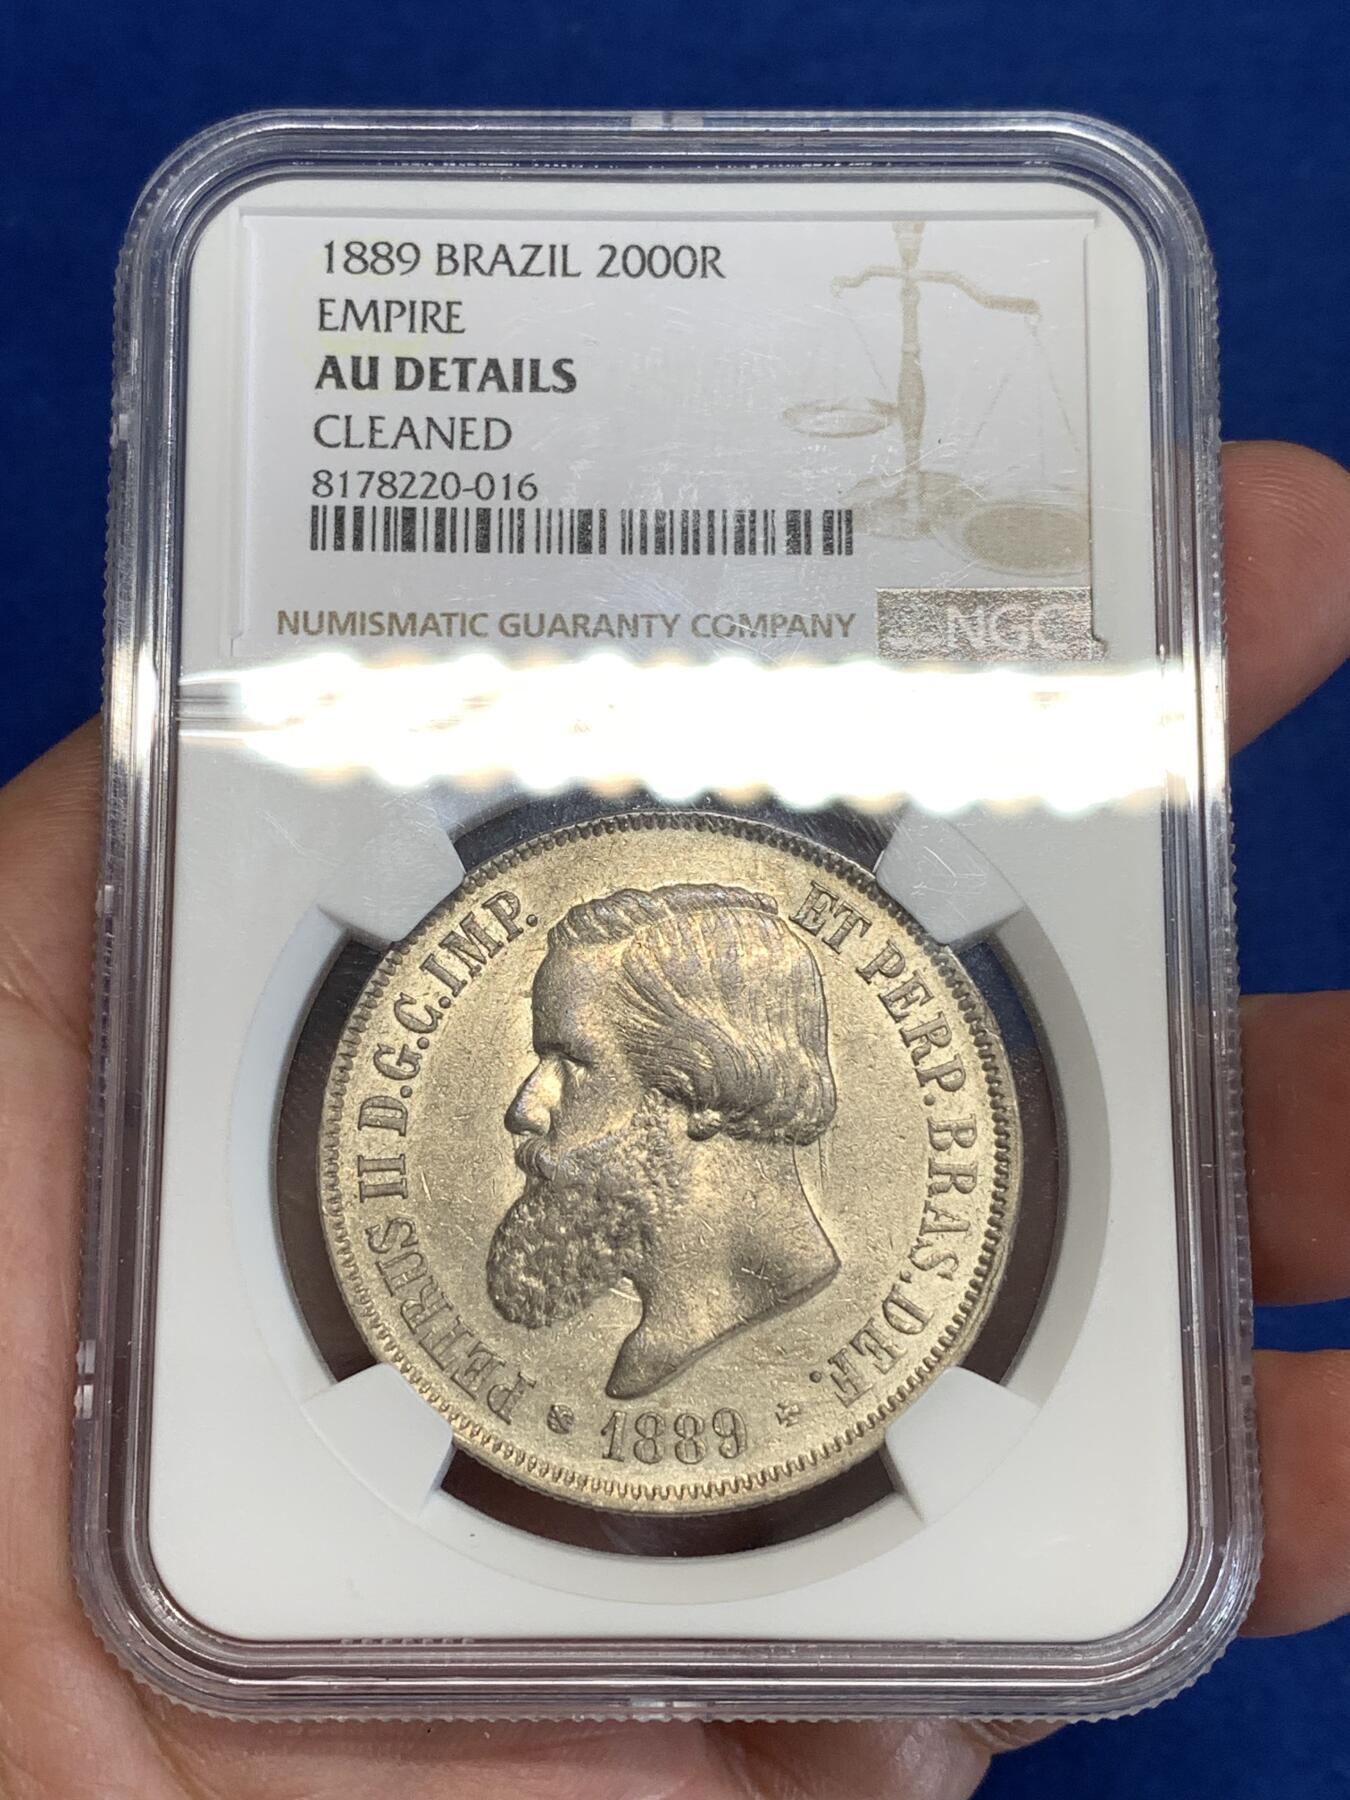 1889 BRAZIL 2000R
EMPIRE
AU DETAILS
CLEANED
8178220-016
NUMISMATIC GUARANTY COMPANY
NGC
PETRUS II D.G.C.IMP.
ET PERP.BRAS.DEF.
1889